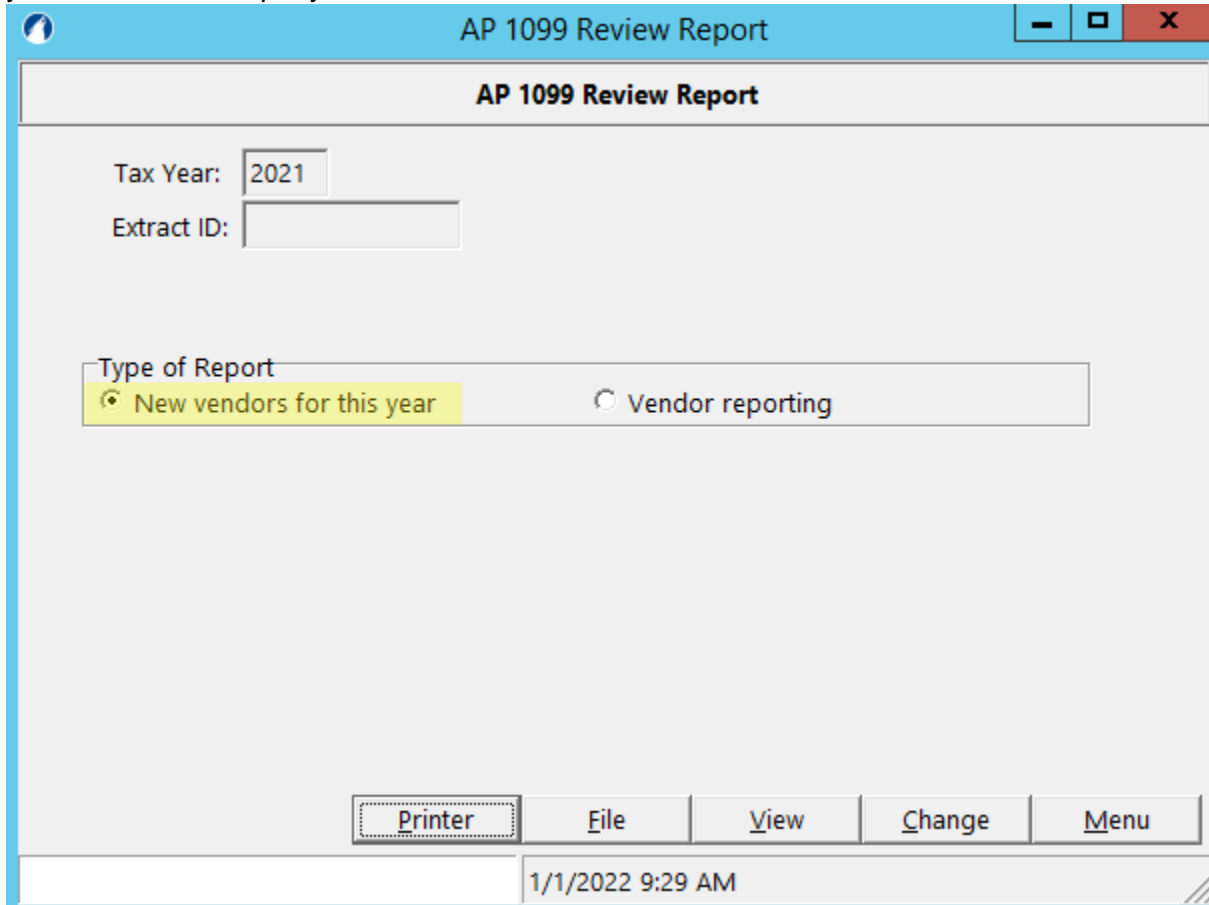 AP 1099 Review Report
AP 1099 Review Report
Tax Year: 2021
Extract ID:
Type of Report
New vendors for this year Vendor reporting
Printer File View Change Menu
1/1/2022 9:29 AM